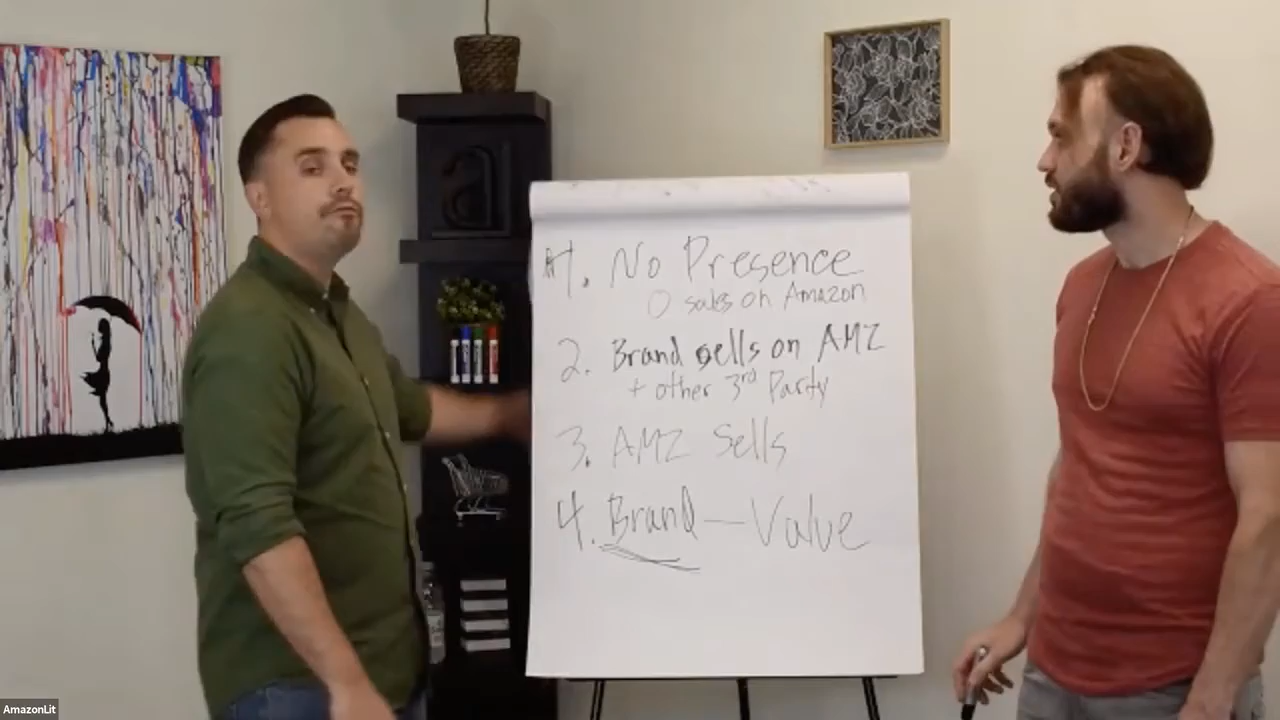 #1. No Presence
0 sales on Amazon
2. Brand sells on AMZ
+ other 3rd Party
3. AMZ Sells
4. Brand — Value
a
AmazonLit